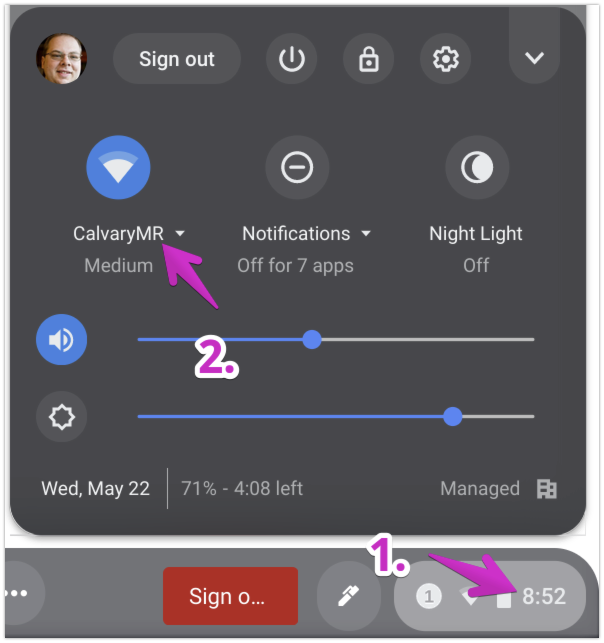 Sign out
CalvaryMR Notifications Night Light
Medium Off for 7 apps Off
2.
Wed, May 22 71% - 4:08 left Managed
1.
Sign o... 1 8:52